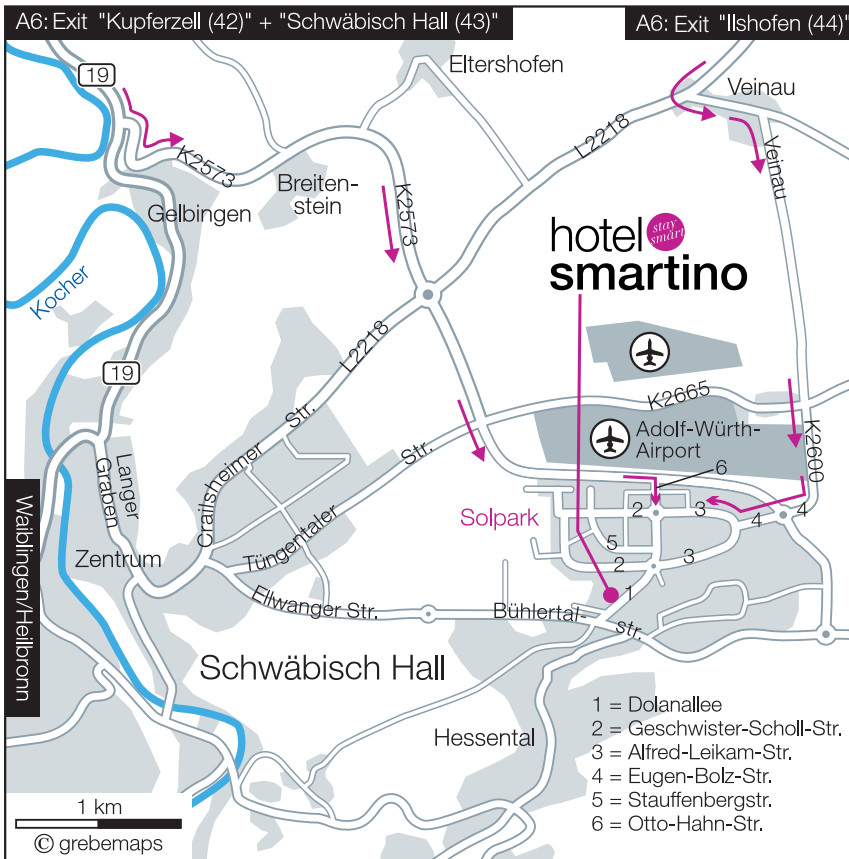 A6: Exit "Kupferzell (42)" + "Schwäbisch Hall (43)"
A6: Exit "Ilshofen (44)"
19
Eltershofen
Veinau
K2573
L2218
Veinau
Breiten-
stein
K2573
Gelbingen
hotel
stay
smart
smartino
Kocher
L2218
19
K2665
Crailsheimer Str.
Adolf-Würth-
Airport
K2600
Langer
Graben
Tüngentaler Str.
6
Solpark
2
3
4
4
Waiblingen/Heilbronn
Zentrum
5
2
3
Ellwanger Str.
1
Bühlertal-
str.
Schwäbisch Hall
Hessental
1 = Dolanallee
2 = Geschwister-Scholl-Str.
3 = Alfred-Leikam-Str.
4 = Eugen-Bolz-Str.
5 = Stauffenbergstr.
6 = Otto-Hahn-Str.
1 km
© grebemaps